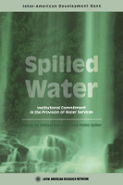 Inter-American Development Bank
Spilled
Water
Institutional Commitment
in the Provision of Water Services
LATIN AMERICAN RESEARCH NETWORK